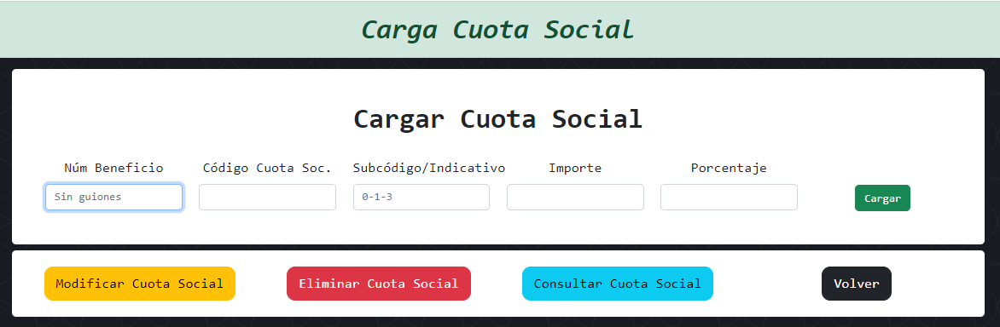 Carga Cuota Social
Cargar Cuota Social
Núm Beneficio Código Cuota Soc. Subcódigo/Indicativo Importe Porcentaje
Sin guiones 0-1-3 Cargar
Modificar Cuota Social Eliminar Cuota Social Consultar Cuota Social Volver